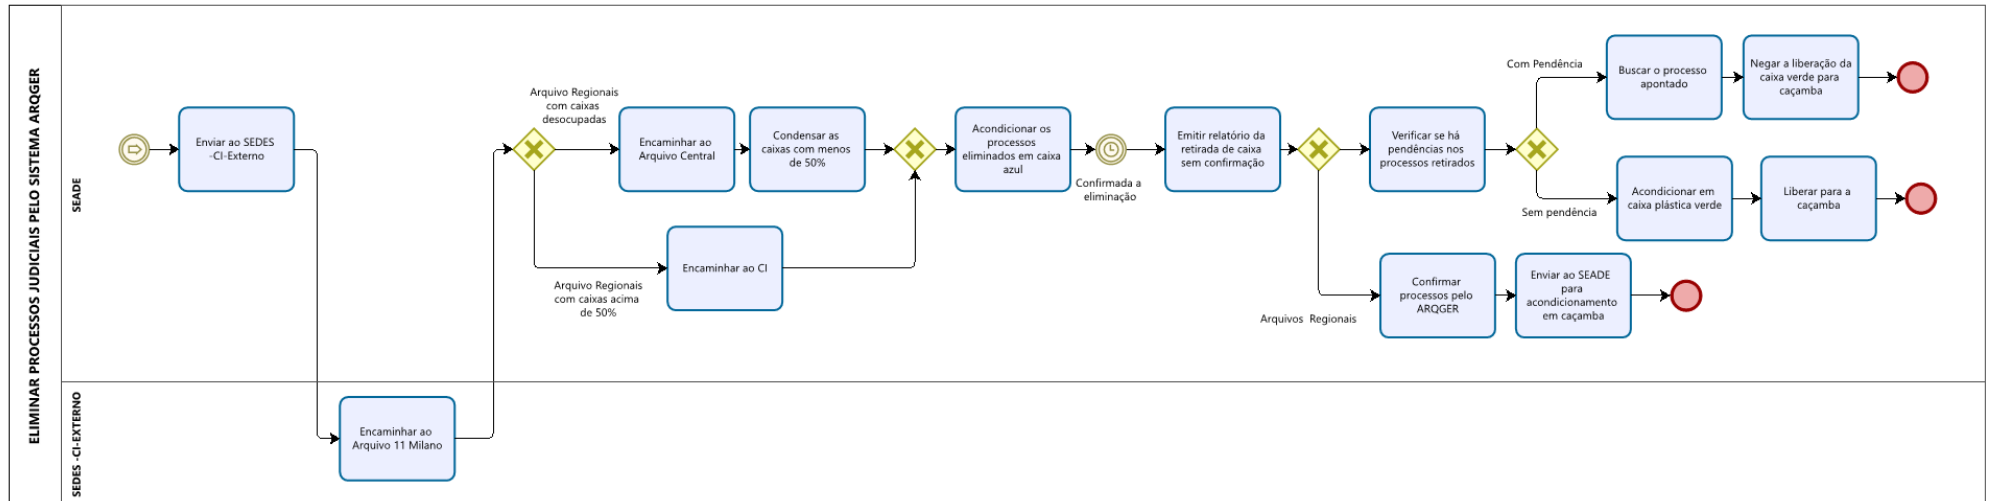 ELIMINAR PROCESSOS JUDICIAIS PELO SISTEMA ARQGER
SEADE
Enviar ao SEDES
-CI-Externo
Arquivo Regionais
com caixas
desocupadas
Encaminhar ao
Arquivo Central
Condensar as
caixas com menos
de 50%
Arquivo Regionais
com caixas acima
de 50%
Encaminhar ao CI
Acondicionar os
processos
eliminados em caixa
azul
Confirmada a
eliminação
Emitir relatório da
retirada de caixa
sem confirmação
Verificar se há
pendências nos
processos retirados
Com Pendência
Buscar o processo
apontado
Negar a liberação da
caixa verde para
caçamba
Sem pendência
Acondicionar em
caixa plástica verde
Liberar para a
caçamba
Arquivos Regionais
Confirmar
processos pelo
ARQGER
Enviar ao SEADE
para
acondicionamento
em caçamba
SEDES -CI-EXTERNO
Encaminhar ao
Arquivo 11 Milano